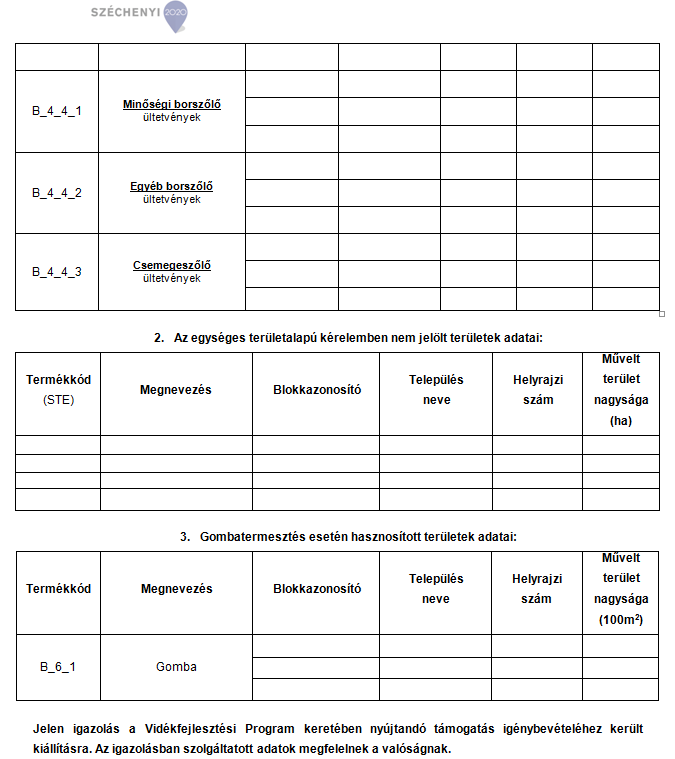 SZÉCHENYI 2020
B_4_4_1
Minőségi borszőlő
ültetvények
B_4_4_2
Egyéb borszőlő
ültetvények
B_4_4_3
Csemegeszőlő
ültetvények
2. Az egységes területalapú kérelemben nem jelölt területek adatai:
Termékkód
(STE)
Megnevezés
Blokkazonosító
Település
neve
Helyrajzi
szám
Művelt
terület
nagysága
(ha)
3. Gombatermesztés esetén hasznosított területek adatai:
Termékkód
Megnevezés
Blokkazonosító
Település
neve
Helyrajzi
szám
Művelt
terület
nagysága
(100m²)
B_6_1
Gomba
Jelen igazolás a Vidékfejlesztési Program keretében nyújtandó támogatás igénybevételéhez került
kiállításra. Az igazolásban szolgáltatott adatok megfelelnek a valóságnak.